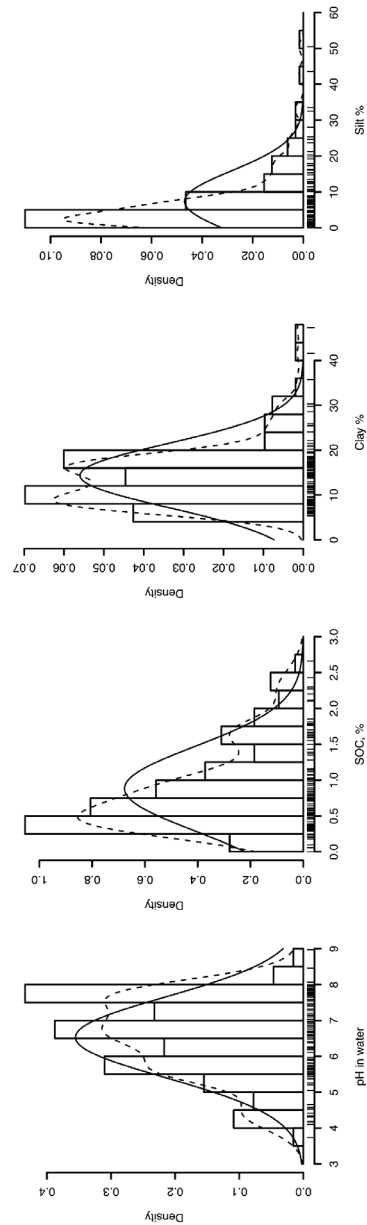 Density
0.0 0.1 0.2 0.3 0.4
3 4 5 6 7 8 9
pH in water
Density
0.0 0.2 0.4 0.6 0.8 1.0
0.0 0.5 1.0 1.5 2.0 2.5 3.0
SOC, %
Density
0.00 0.01 0.02 0.03 0.04 0.05 0.06 0.07
0 10 20 30 40
Clay %
Density
0.00 0.02 0.04 0.06 0.08 0.10
0 10 20 30 40 50 60
Silt %